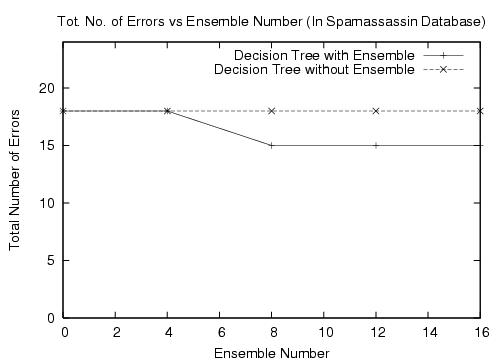 Tot. No. of Errors vs Ensemble Number (In Spamassassin Database)
Decision Tree with Ensemble
Decision Tree without Ensemble
Total Number of Errors
20
15
10
5
0
0 2 4 6 8 10 12 14 16
Ensemble Number